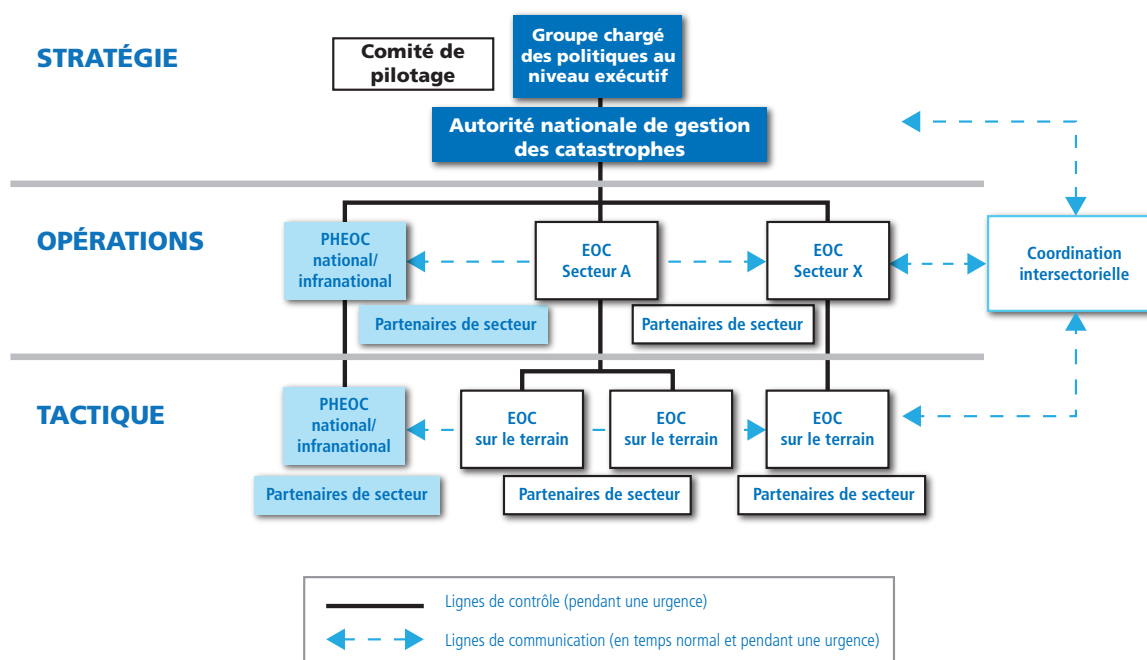 STRATÉGIE
Comité de
pilotage
Groupe chargé
des politiques au
niveau exécutif
Autorité nationale de gestion
des catastrophes
OPÉRATIONS
PHEOC
national/
infranational
EOC
Secteur A
EOC
Secteur X
Coordination
intersectorielle
Partenaires de secteur
Partenaires de secteur
TACTIQUE
PHEOC
national/
infranational
EOC
sur le terrain
EOC
sur le terrain
EOC
sur le terrain
Partenaires de secteur
Partenaires de secteur
Partenaires de secteur
Lignes de contrôle (pendant une urgence)
Lignes de communication (en temps normal et pendant une urgence)